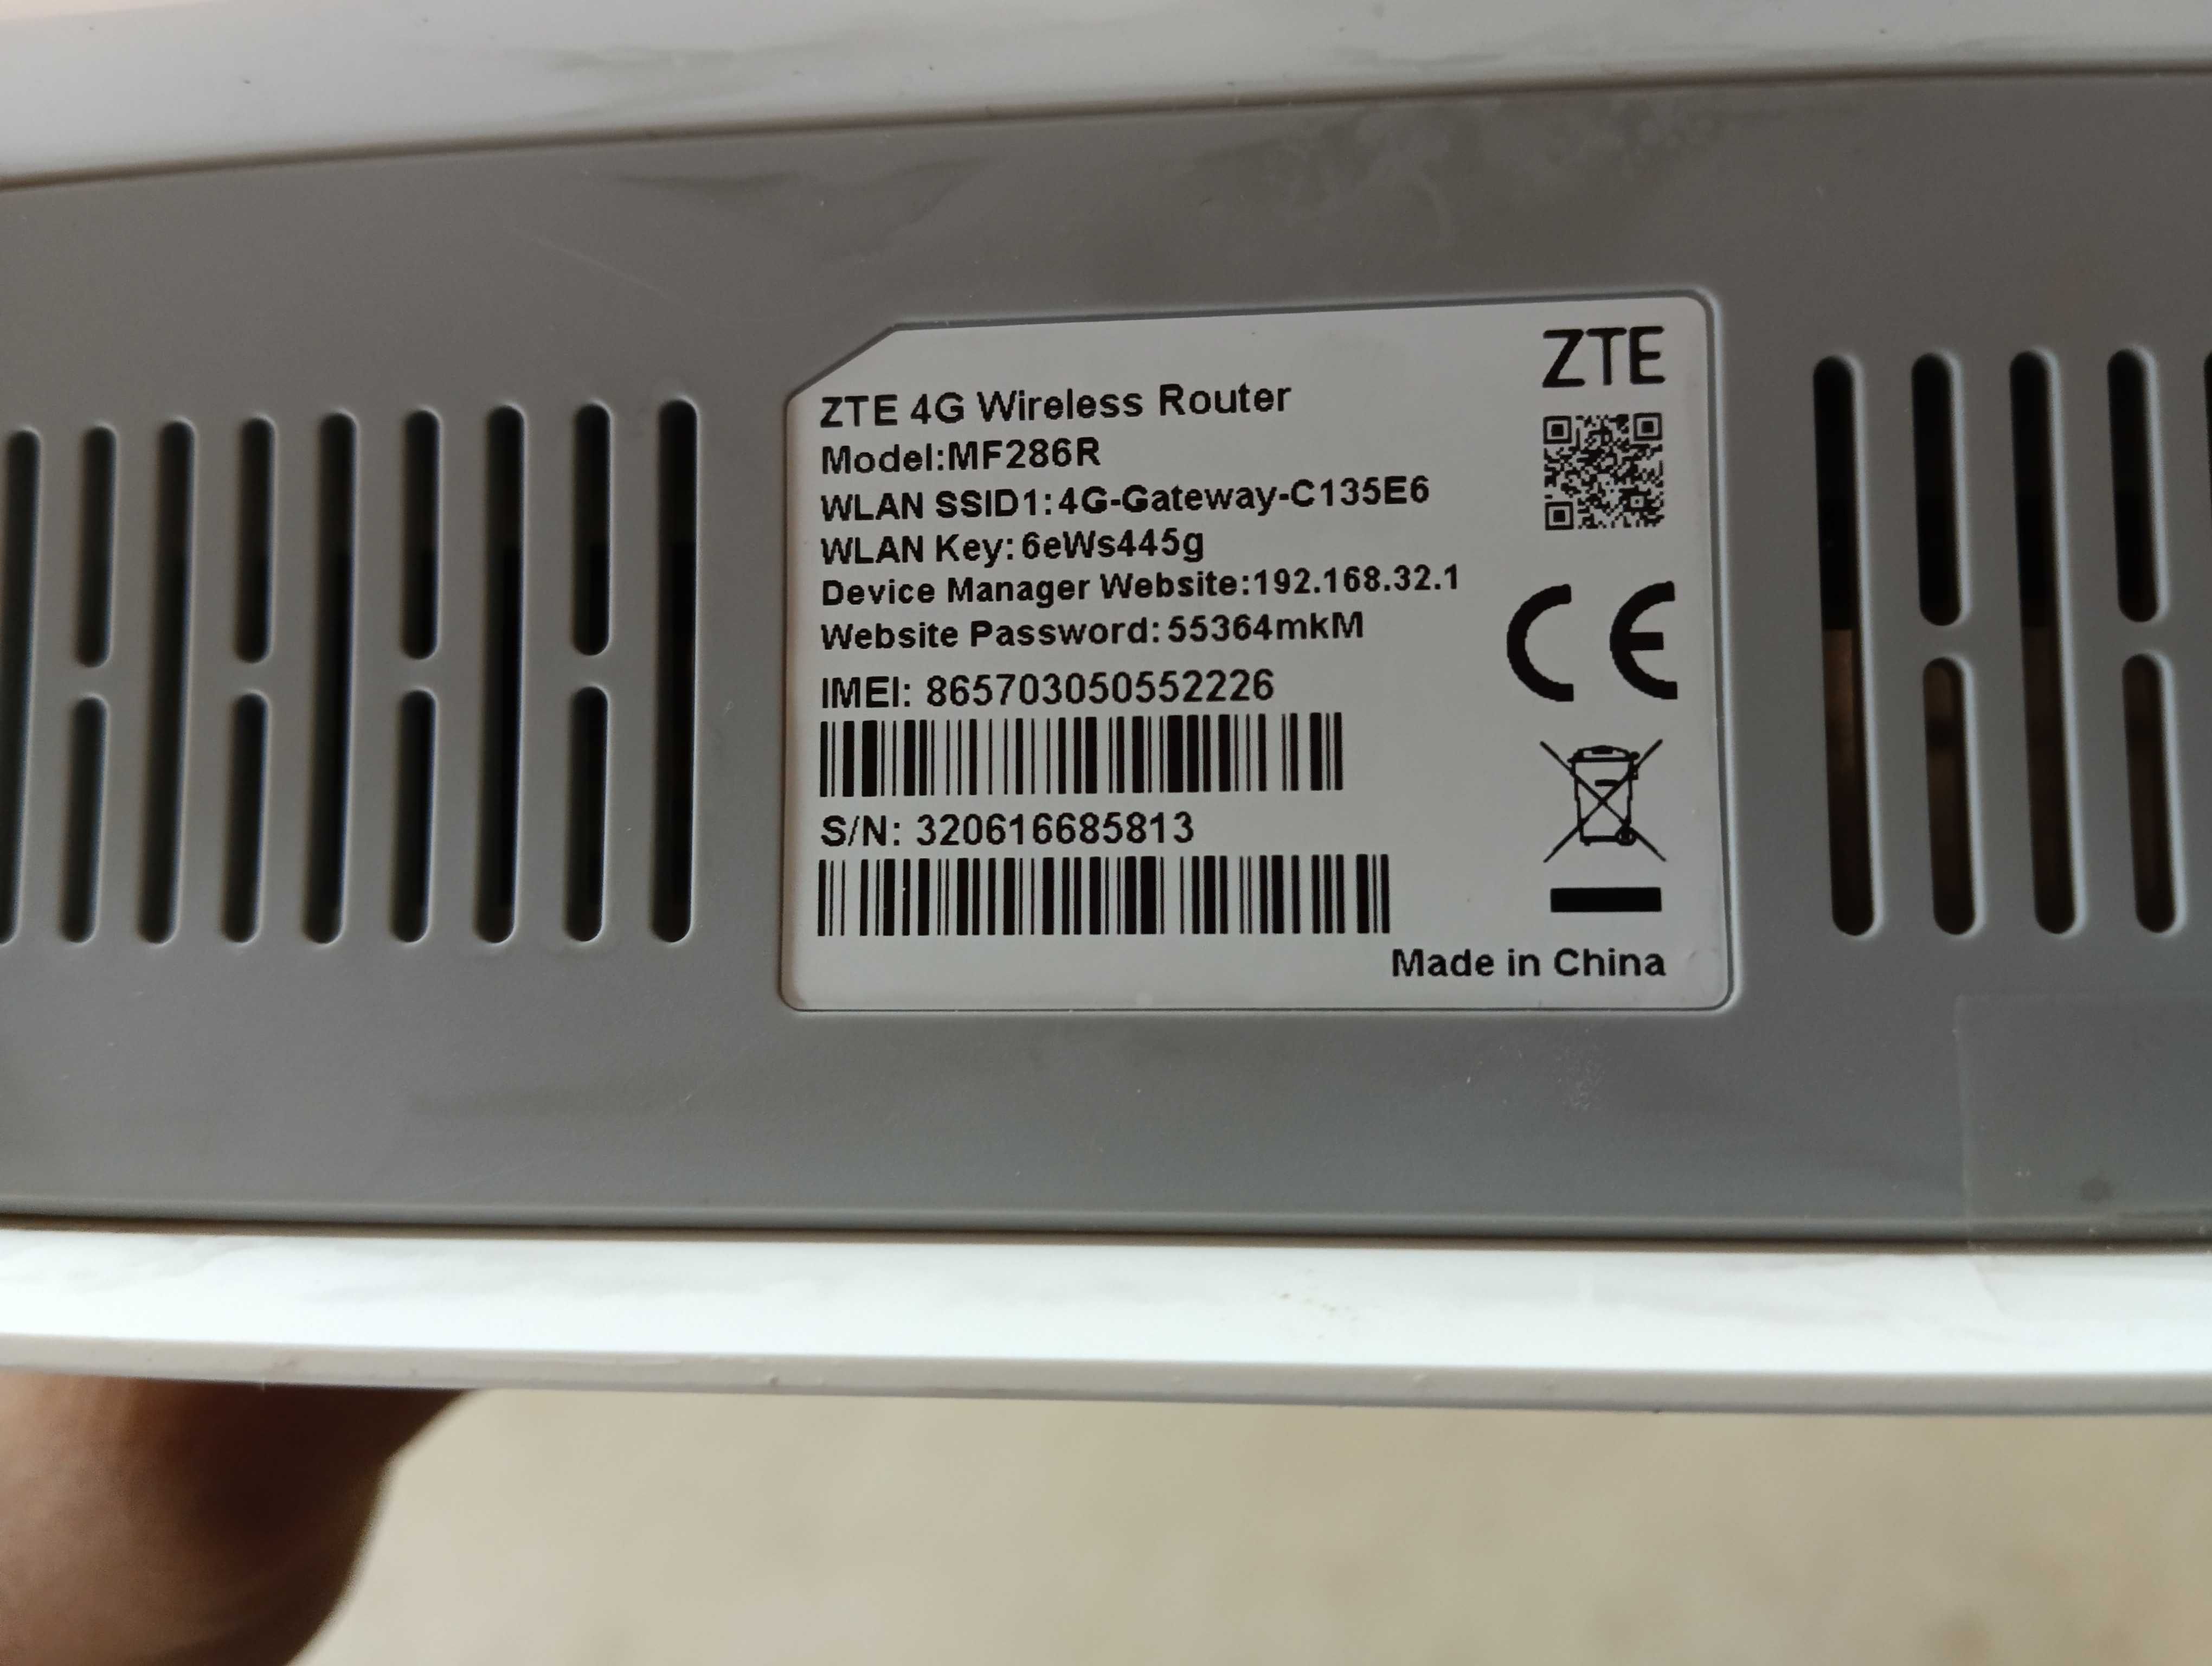 ZTE
ZTE 4G Wireless Router
Model:MF286R
WLAN SSID1:4G-Gateway-C135E6
WLAN Key:6eWs445g
Device Manager Website:192.168.32.1
Website Password:55364mkM
IMEI: 865703050552226
S/N: 320616685813
CE
Made in China